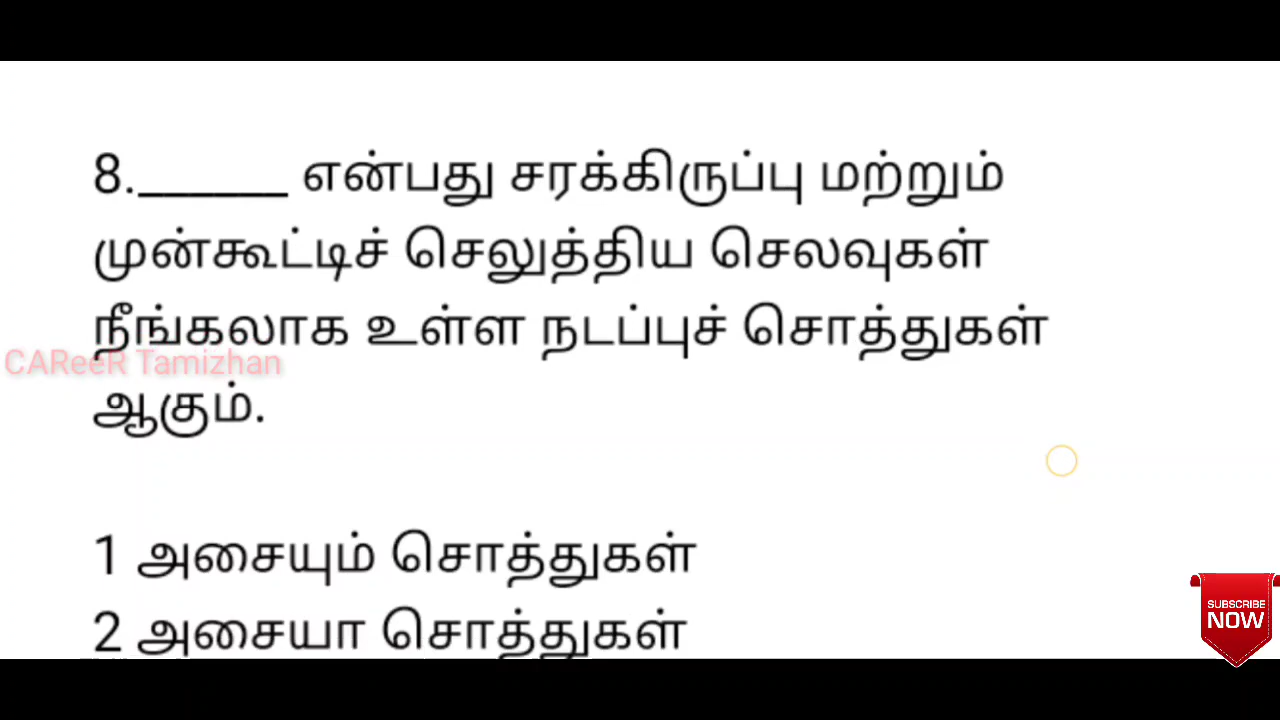 8.______ என்பது சரக்கிருப்பு மற்றும்
முன்கூட்டிச் செலுத்திய செலவுகள்
நீங்கலாக உள்ள நடப்புச் சொத்துகள்
CAReeR Tamizhan
ஆகும்.
1 அசையும் சொத்துகள்
2 அசையா சொத்துகள்
SUBSCRIBE
NOW